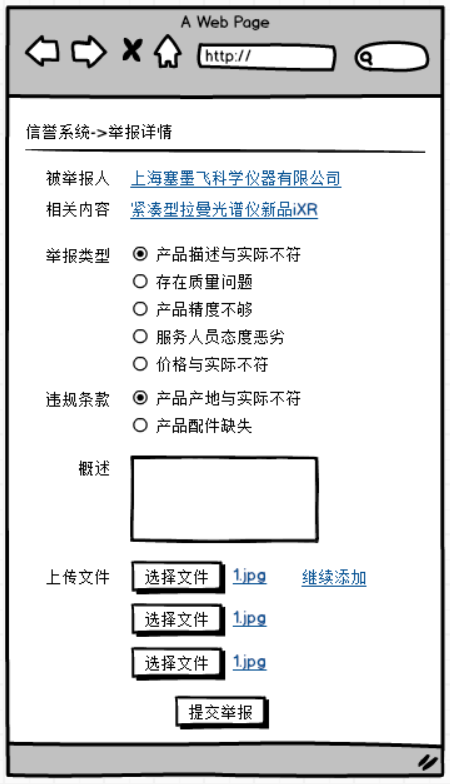 A Web Page
http://
信誉系统->举报详情
被举报人 上海塞墨飞科学仪器有限公司
相关内容 紧凑型拉曼光谱仪新品iXR
举报类型 产品描述与实际不符
存在质量问题
产品精度不够
服务人员态度恶劣
价格与实际不符
违规条款 产品产地与实际不符
产品配件缺失
概述
上传文件 选择文件 1.jpg 继续添加
选择文件 1.jpg
选择文件 1.jpg
提交举报